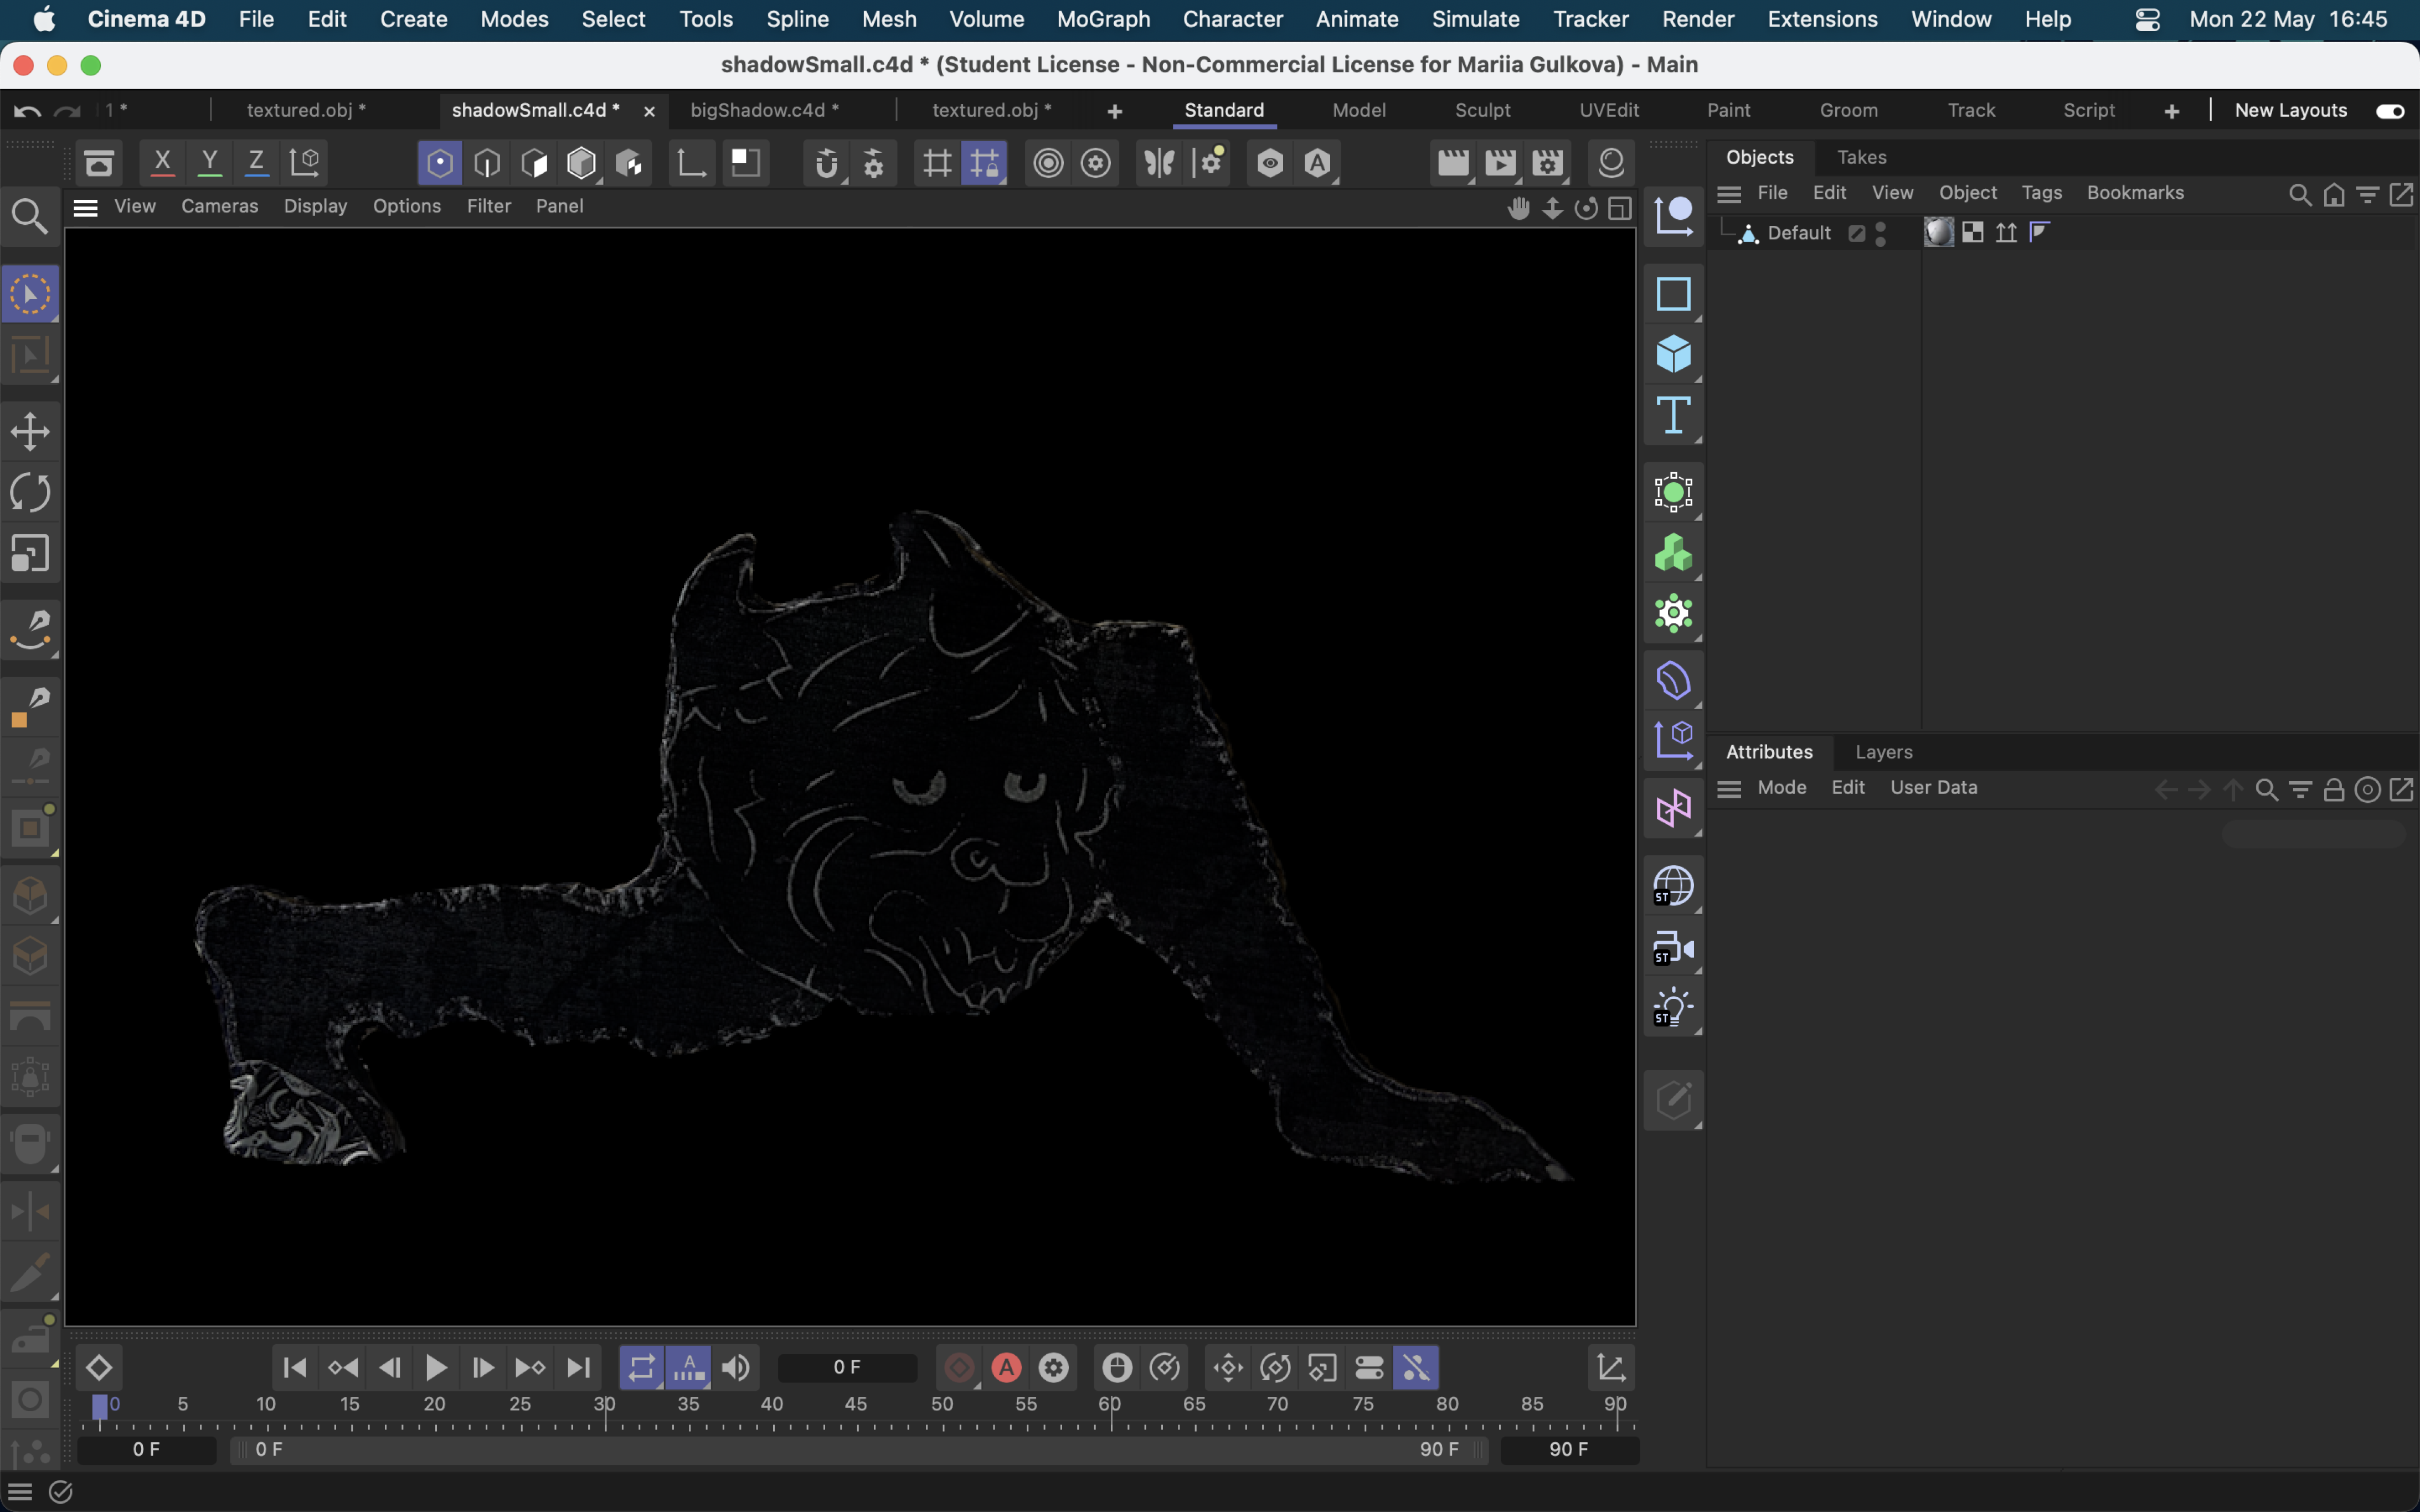 Cinema 4D File Edit Create Modes Select Tools Spline Mesh Volume MoGraph Character Animate Simulate Tracker Render Extensions Window Help Mon 22 May 16:45
shadowSmall.c4d * (Student License - Non-Commercial License for Mariia Gulkova) - Main
1 * textured.obj * shadowSmall.c4d * × bigShadow.c4d * textured.obj * + Standard Model Sculpt UVEdit Paint Groom Track Script + New Layouts
X Y Z A
Objects Takes
View Cameras Display Options Filter Panel
File Edit View Object Tags Bookmarks
Default
T
Attributes Layers
Mode Edit User Data
ST
ST
ST
A 0 F A
0 5 10 15 20 25 30 35 40 45 50 55 60 65 70 75 80 85 90
0 F 0 F 90 F 90 F